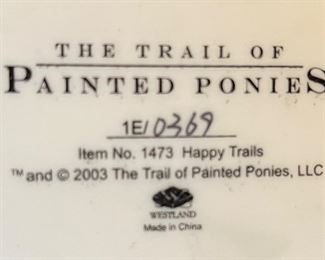 THE TRAIL OF
PAINTED PONIES
1E/0369
Item No. 1473 Happy Trails
™ and © 2003 The Trail of Painted Ponies, LLC
WESTLAND
Made in China